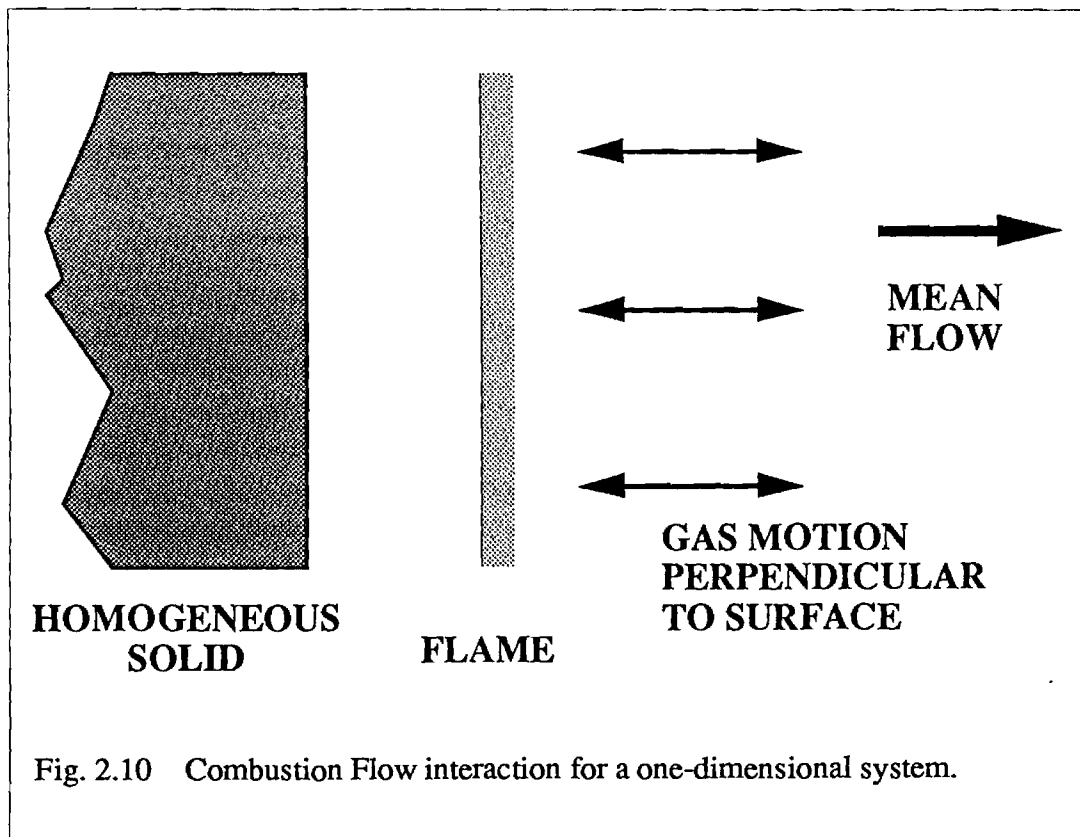 MEAN
FLOW
GAS MOTION
PERPENDICULAR
TO SURFACE
HOMOGENEOUS
SOLID
FLAME
Fig. 2.10 Combustion Flow interaction for a one-dimensional system.